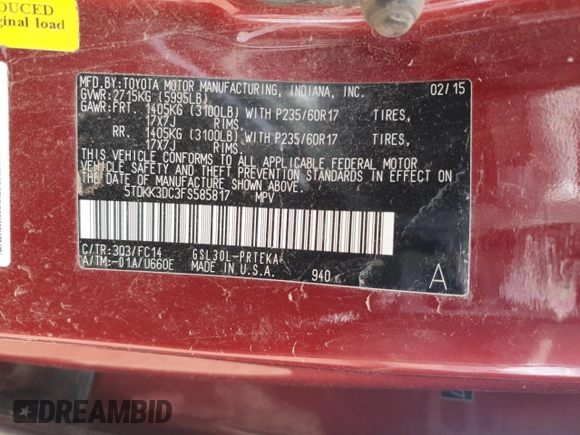 DUCED
ginal load
MFD. BY: TOYOTA MOTOR MANUFACTURING, INDIANA, INC. 02/15
GVWR: 2715KG (5995LB)
GAWR: FRT. 1405KG (3100LB) WITH P235/60R17 TIRES,
17X7J RIMS
RR. 1405KG (3100LB) WITH P235/60R17 TIRES,
17X7J RIMS
THIS VEHICLE CONFORMS TO ALL APPLICABLE FEDERAL MOTOR
VEHICLE SAFETY AND THEFT PREVENTION STANDARDS IN EFFECT ON
THE DATE OF MANUFACTURE SHOWN ABOVE.
5TDKK3DC3FS585817 MPV
C/TR: 3Q3/FC14 GSL30L-PRTEKA
A/TM: -01A/U660E MADE IN U.S.A. 940 A
DREAMBID